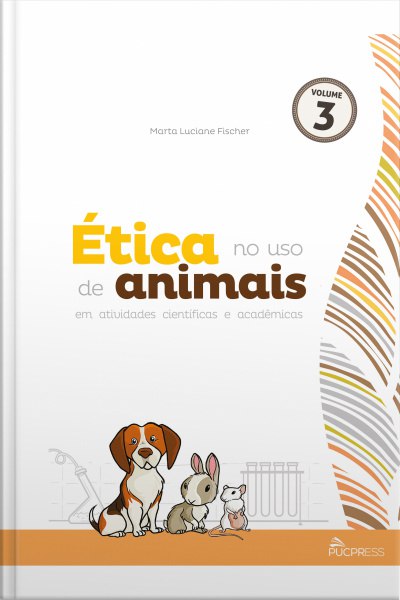 VOLUME
3
Marta Luciane Fischer
Ética no uso
de animais
em atividades científicas e acadêmicas
PUCPRESS